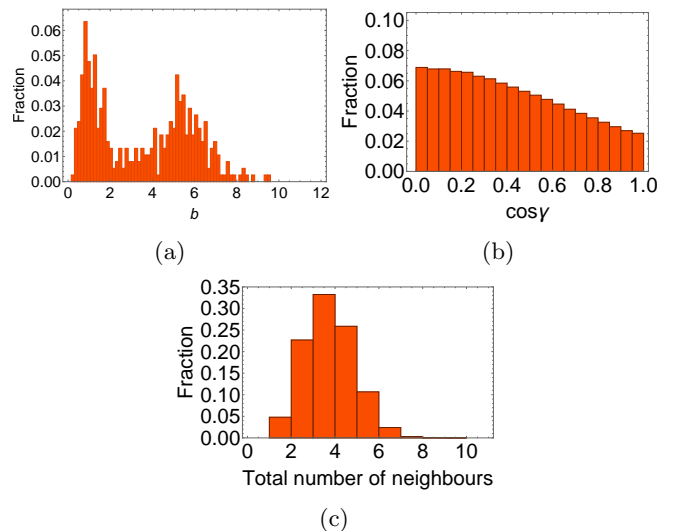 0.06
0.05
0.04
0.03
0.02
0.01
0.00
Fraction
0 2 4 6 8 10 12
b
(a)
0.10
0.08
0.06
0.04
0.02
0.00
Fraction
0.0 0.2 0.4 0.6 0.8 1.0
cosγ
(b)
0.35
0.30
0.25
0.20
0.15
0.10
0.05
0.00
Fraction
0 2 4 6 8 10
Total number of neighbours
(c)